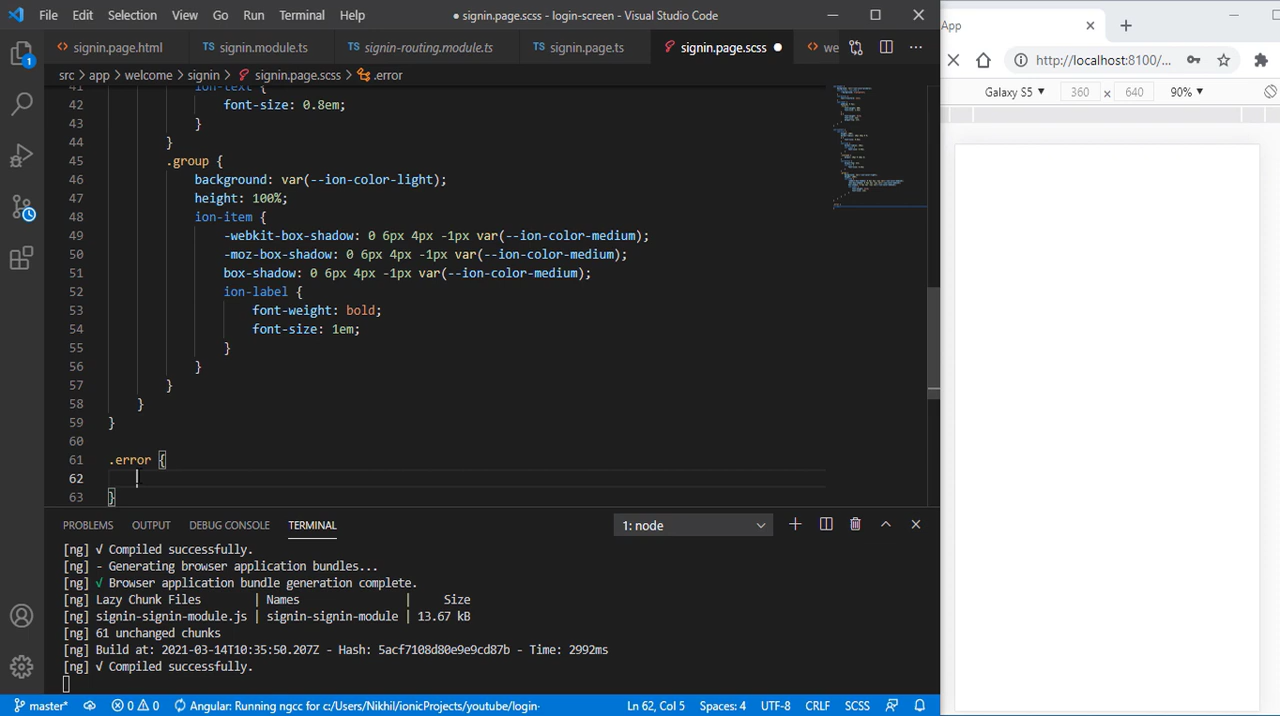 File Edit Selection View Go Run Terminal Help
● signin.page.scss - login-screen - Visual Studio Code
App
<> signin.page.html
TS signin.module.ts
TS signin-routing.module.ts
TS signin.page.ts
signin.page.scss ●
<> we
http://localhost:8100/...
src > app > welcome > signin > signin.page.scss > .error
Galaxy S5 ▼ 360 x 640 90% ▼
41 ion-text {
42 font-size: 0.8em;
43 }
44 }
45 .group {
46 background: var(--ion-color-light);
47 height: 100%;
48 ion-item {
49 -webkit-box-shadow: 0 6px 4px -1px var(--ion-color-medium);
50 -moz-box-shadow: 0 6px 4px -1px var(--ion-color-medium);
51 box-shadow: 0 6px 4px -1px var(--ion-color-medium);
52 ion-label {
53 font-weight: bold;
54 font-size: 1em;
55 }
56 }
57 }
58 }
59 }
60
61 .error {
62
63 }
PROBLEMS OUTPUT DEBUG CONSOLE TERMINAL 1: node
[ng] √ Compiled successfully.
[ng] - Generating browser application bundles...
[ng] √ Browser application bundle generation complete.
[ng] Lazy Chunk Files | Names | Size
[ng] signin-signin-module.js | signin-signin-module | 13.67 kB
[ng] 61 unchanged chunks
[ng] Build at: 2021-03-14T10:35:50.207Z - Hash: 5acf7108d80e9e9cd87b - Time: 2992ms
[ng] √ Compiled successfully.
master* 0 0 Angular: Running ngcc for c:/Users/Nikhil/ionicProjects/youtube/login- Ln 62, Col 5 Spaces: 4 UTF-8 CRLF SCSS